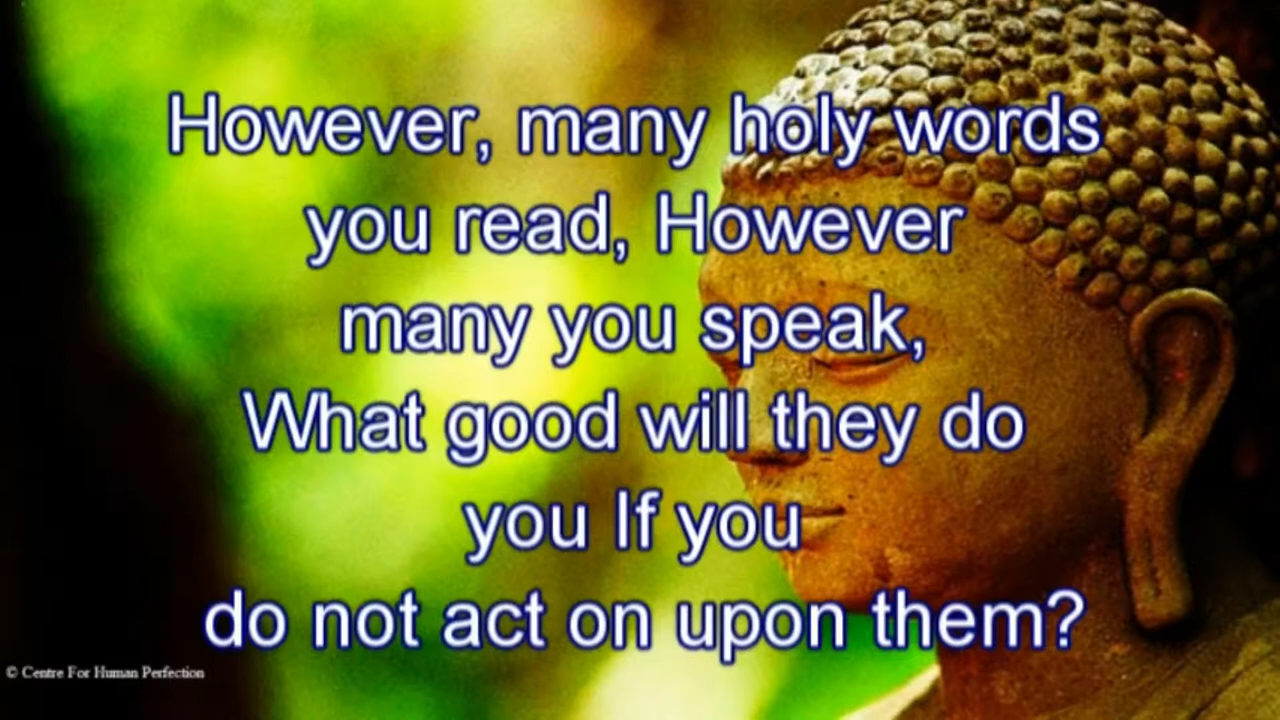 However, many holy words
you read, However
many you speak,
What good will they do
you If you
do not act on upon them?
© Centre For Human Perfection